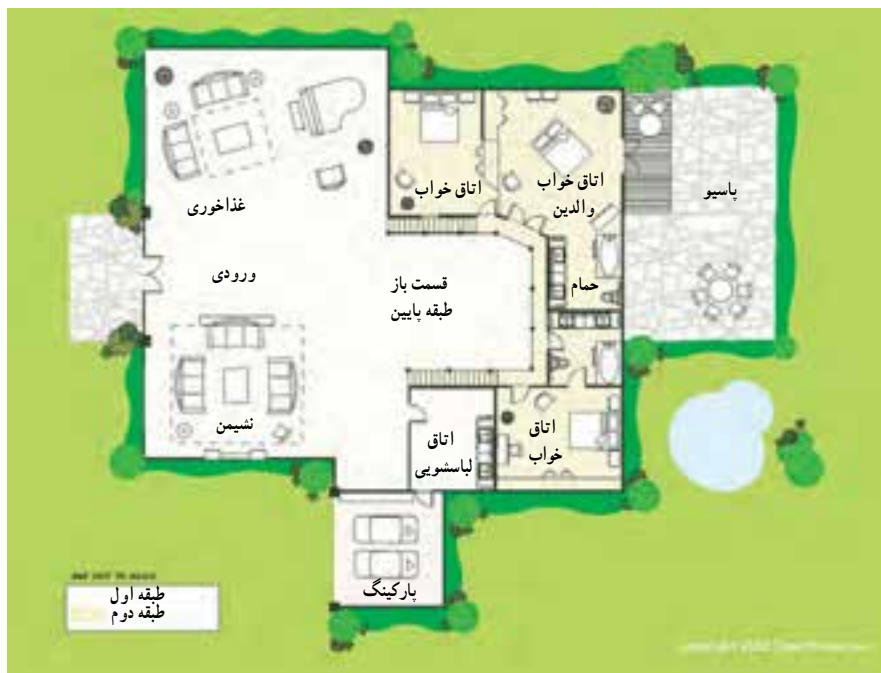 اتاق خواب
اتاق خواب
والدین
پاسیو
غذاخوری
ورودی
قسمت باز
طبقه پایین
حمام
نشیمن
اتاق
لباسشویی
اتاق
خواب
پارکینگ
طبقه اول
طبقه دوم